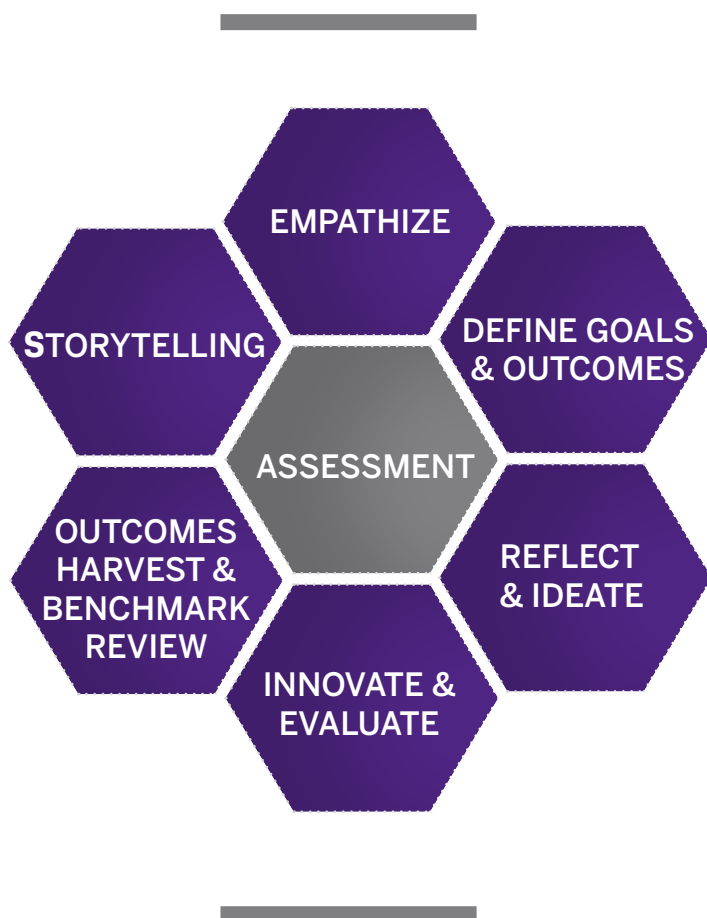 EMPATHIZE
DEFINE GOALS
& OUTCOMES
STORYTELLING
ASSESSMENT
REFLECT
& IDEATE
OUTCOMES
HARVEST &
BENCHMARK
REVIEW
INNOVATE &
EVALUATE